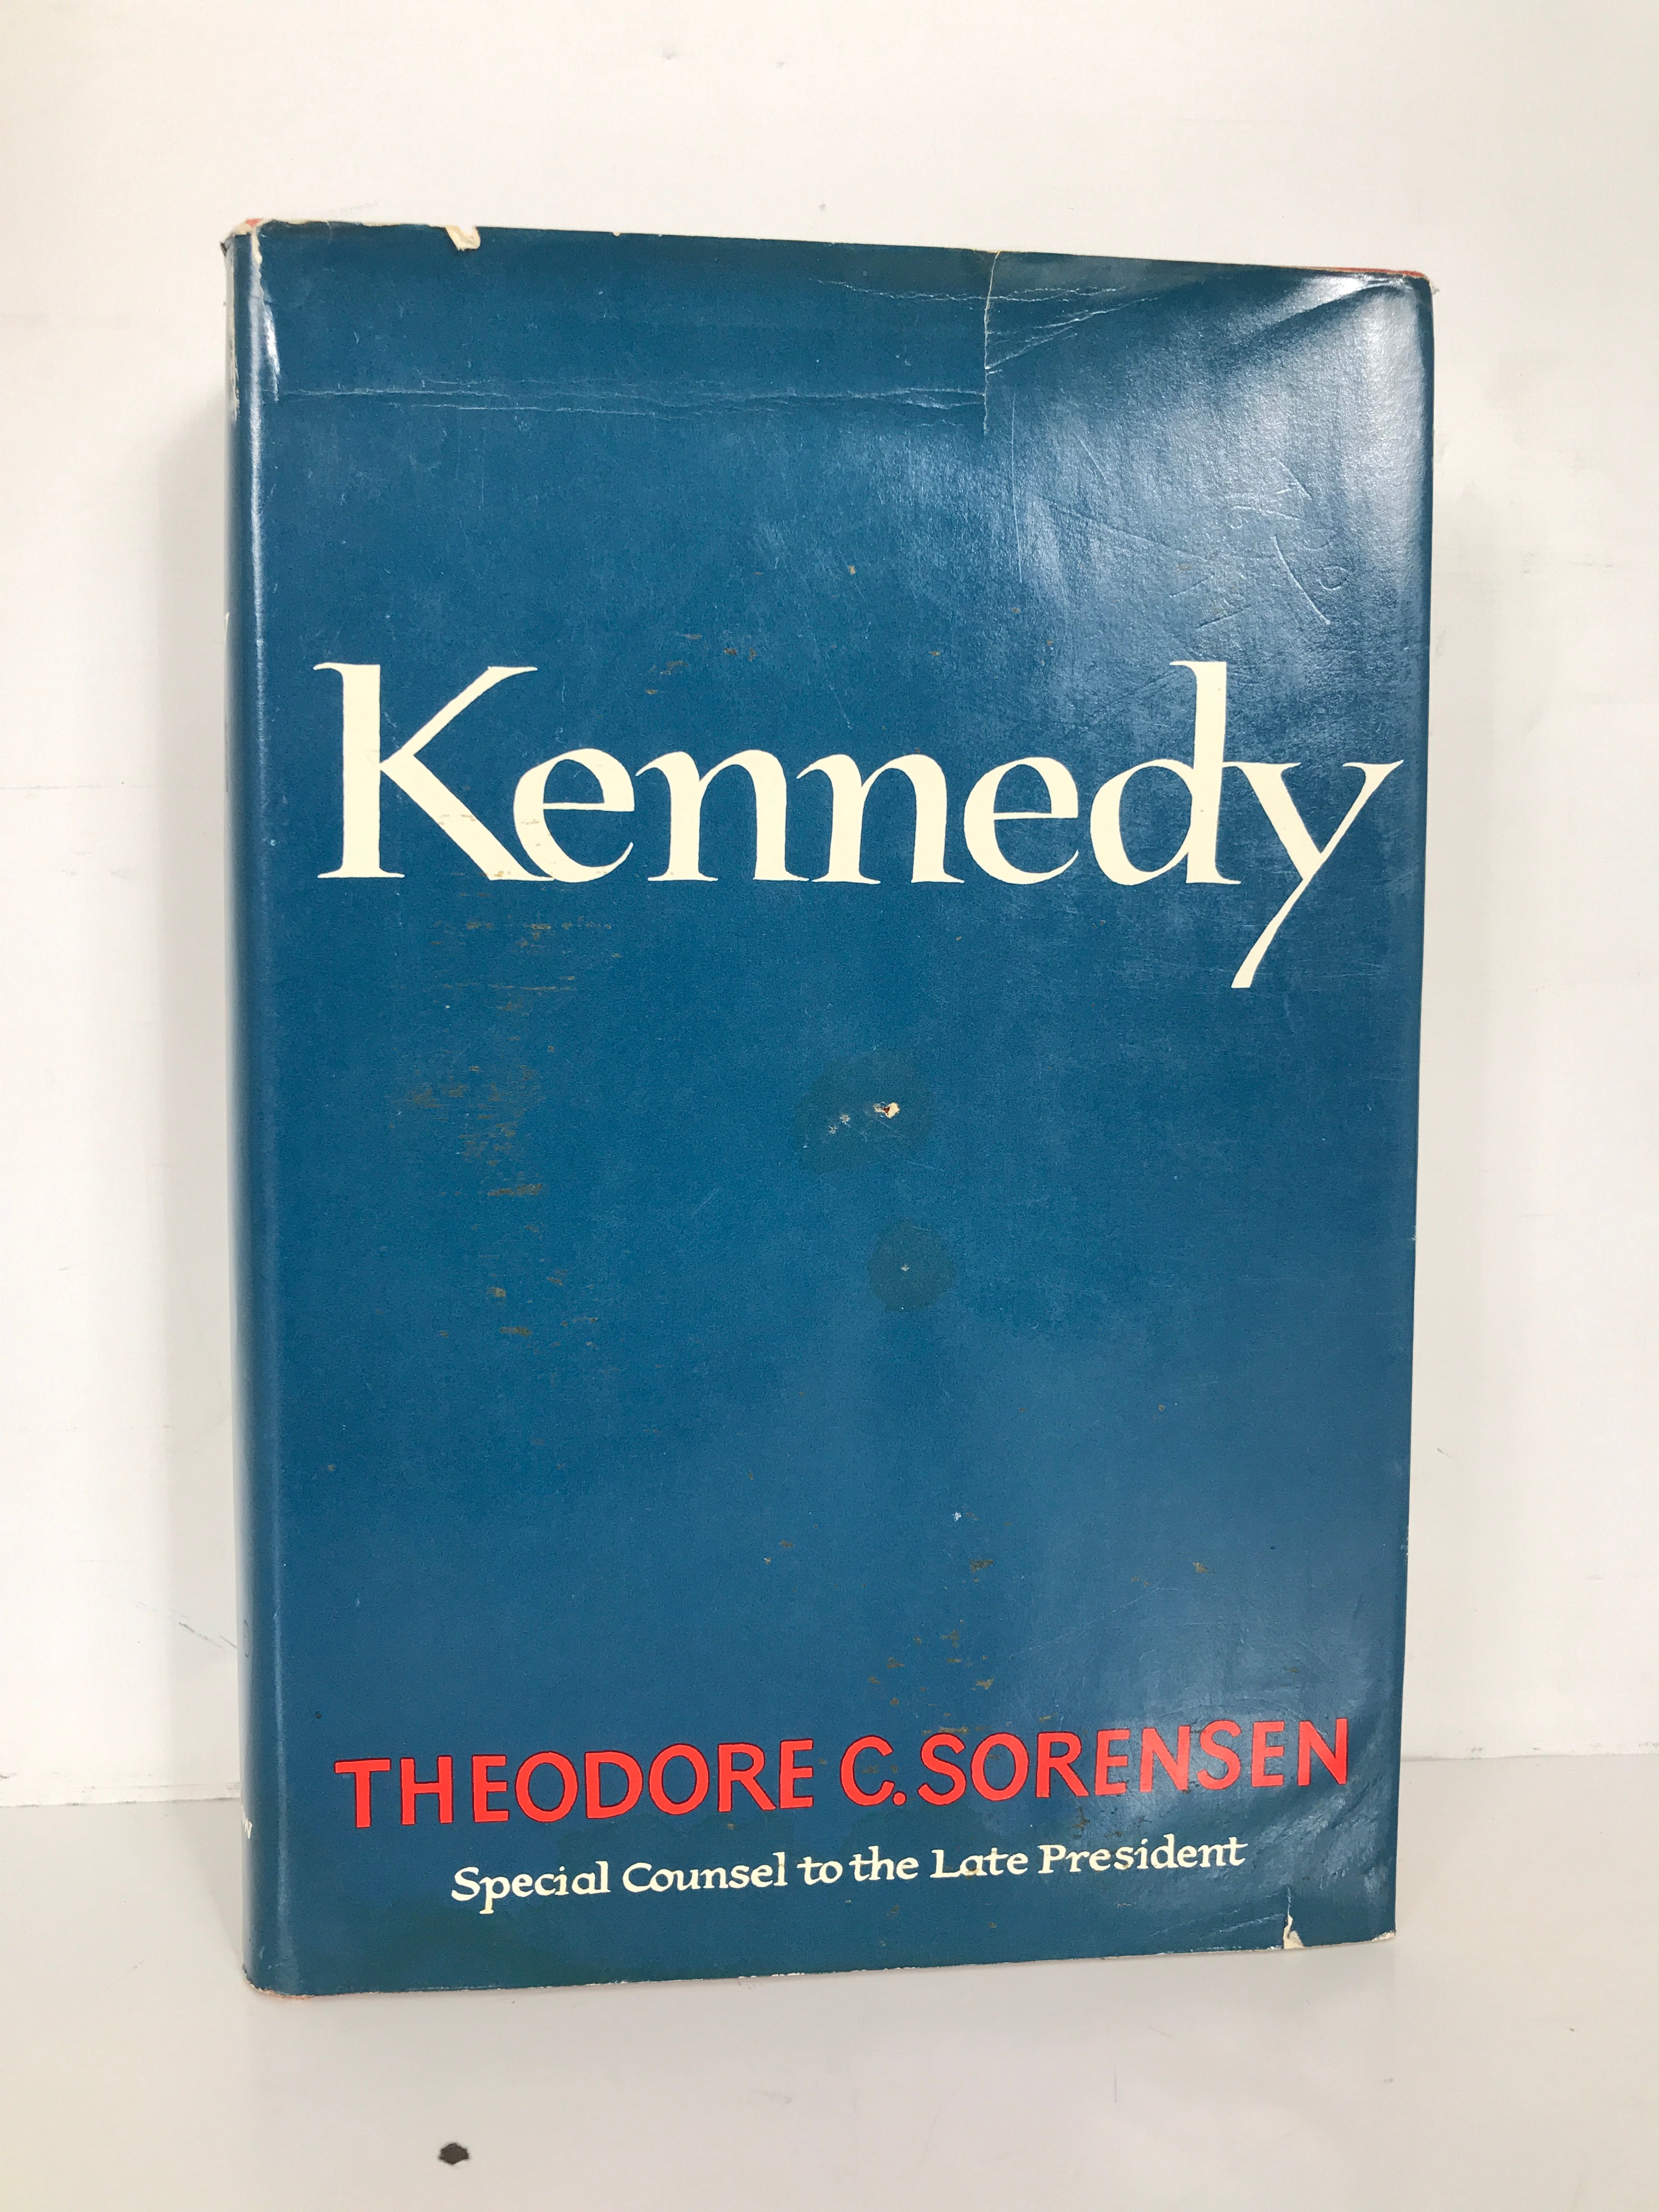 Kennedy
THEODORE C. SORENSEN
Special Counsel to the Late President